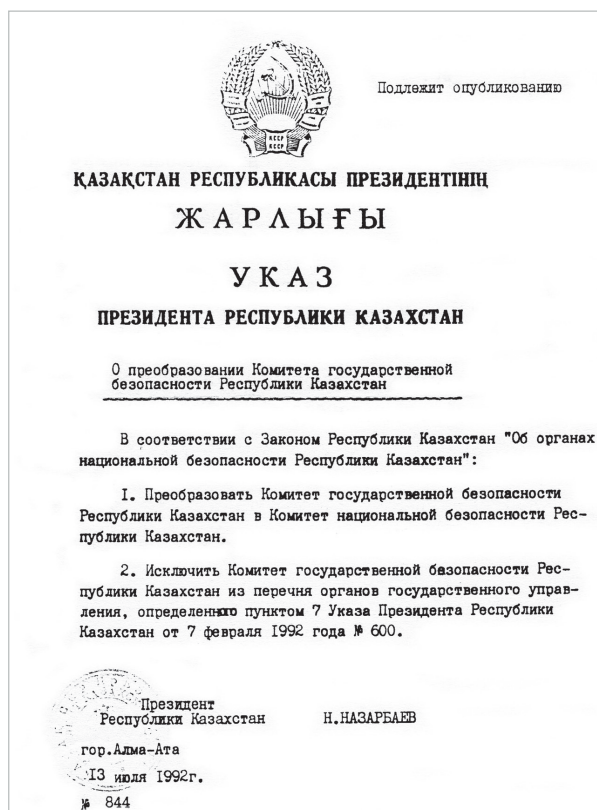 Подлежит опубликованию
КССР
КССР
ҚАЗАҚСТАН РЕСПУБЛИКАСЫ ПРЕЗИДЕНТІНІҢ
ЖАРЛЫҒЫ
УКАЗ
ПРЕЗИДЕНТА РЕСПУБЛИКИ КАЗАХСТАН
О преобразовании Комитета государственной
безопасности Республики Казахстан
В соответствии с Законом Республики Казахстан "Об органах
национальной безопасности Республики Казахстан":
I. Преобразовать Комитет государственной безопасности
Республики Казахстан в Комитет национальной безопасности Рес-
публики Казахстан.
2. Исключить Комитет государственной безопасности Рес-
публики Казахстан из перечня органов государственного управ-
ления, определенного пунктом 7 Указа Президента Республики
Казахстан от 7 февраля I992 года № 600.
Президент
Республики Казахстан Н.НАЗАРБАЕВ
гор.Алма-Ата
I3 июля I992г.
№ 844